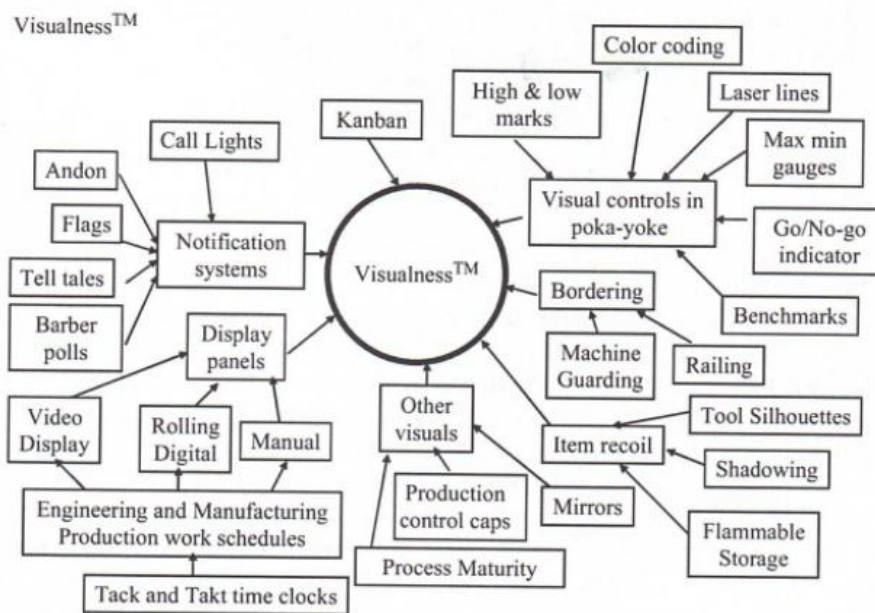 Visualness™
Color coding
High & low
marks
Laser lines
Kanban
Call Lights
Max min
gauges
Andon
Flags
Notification
systems
Visual controls in
poka-yoke
Go/No-go
indicator
Visualness™
Tell tales
Bordering
Benchmarks
Barber
polls
Display
panels
Machine
Guarding
Railing
Video
Display
Rolling
Digital
Manual
Other
visuals
Item recoil
Tool Silhouettes
Shadowing
Production
control caps
Mirrors
Engineering and Manufacturing
Production work schedules
Flammable
Storage
Process Maturity
Tack and Takt time clocks